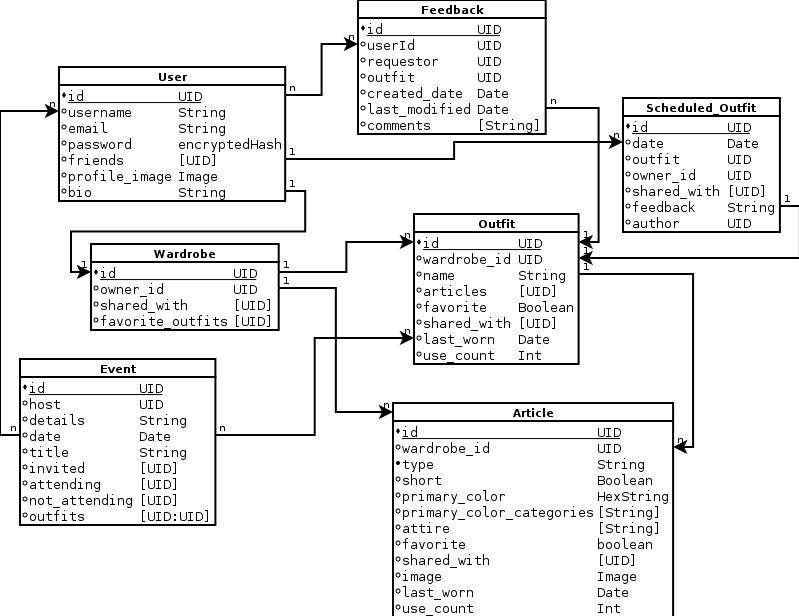 Feedback
id UID
userId UID
requestor UID
outfit UID
created_date Date
last_modified Date
comments [String]
n
n
User
id UID
username String
email String
password encryptedHash
friends [UID]
profile_image Image
bio String
n
n
1
1
Scheduled_Outfit
id UID
date Date
outfit UID
owner_id UID
shared_with [UID]
feedback String
author UID
n
1
Outfit
id UID
wardrobe_id UID
name String
articles [UID]
favorite Boolean
shared_with [UID]
last_worn Date
use_count Int
n
n
1
1
1
Wardrobe
id UID
owner_id UID
shared_with [UID]
favorite_outfits [UID]
1
1
1
Event
id UID
host UID
details String
date Date
title String
invited [UID]
attending [UID]
not_attending [UID]
outfits [UID:UID]
n
n
Article
id UID
wardrobe_id UID
type String
short Boolean
primary_color HexString
primary_color_categories [String]
attire [String]
favorite boolean
shared_with [UID]
image Image
last_worn Date
use_count Int
n
n